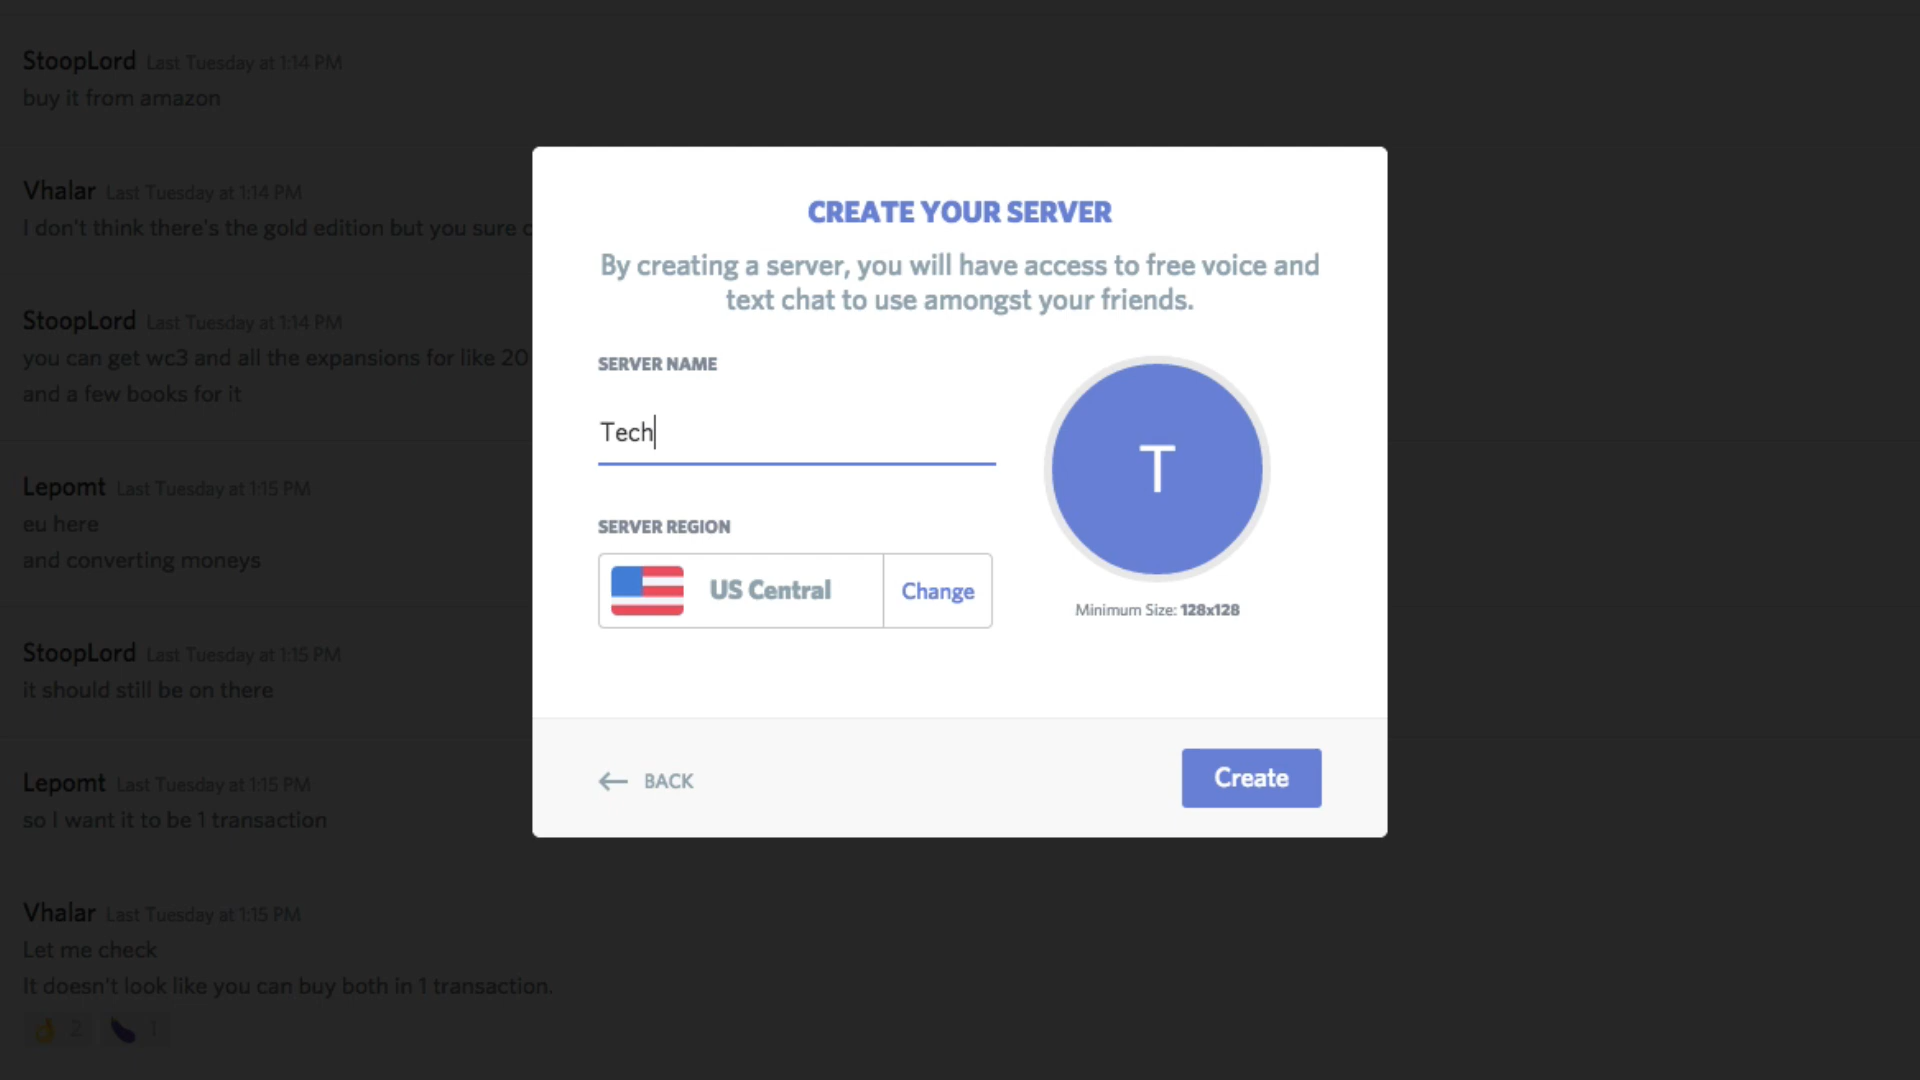 StoopLord Last Tuesday at 1:14 PM
buy it from amazon
Vhalar Last Tuesday at 1:14 PM
I don't think there's the gold edition but you sure
StoopLord Last Tuesday at 1:14 PM
you can get wc3 and all the expansions for like 20
and a few books for it
Lepomt Last Tuesday at 1:15 PM
eu here
and converting moneys
StoopLord Last Tuesday at 1:15 PM
it should still be on there
Lepomt Last Tuesday at 1:15 PM
so I want it to be 1 transaction
Vhalar Last Tuesday at 1:15 PM
Let me check
It doesn't look like you can buy both in 1 transaction.
2 1
CREATE YOUR SERVER
By creating a server, you will have access to free voice and
text chat to use amongst your friends.
SERVER NAME
Tech
T
SERVER REGION
US Central Change
Minimum Size: 128x128
BACK
Create